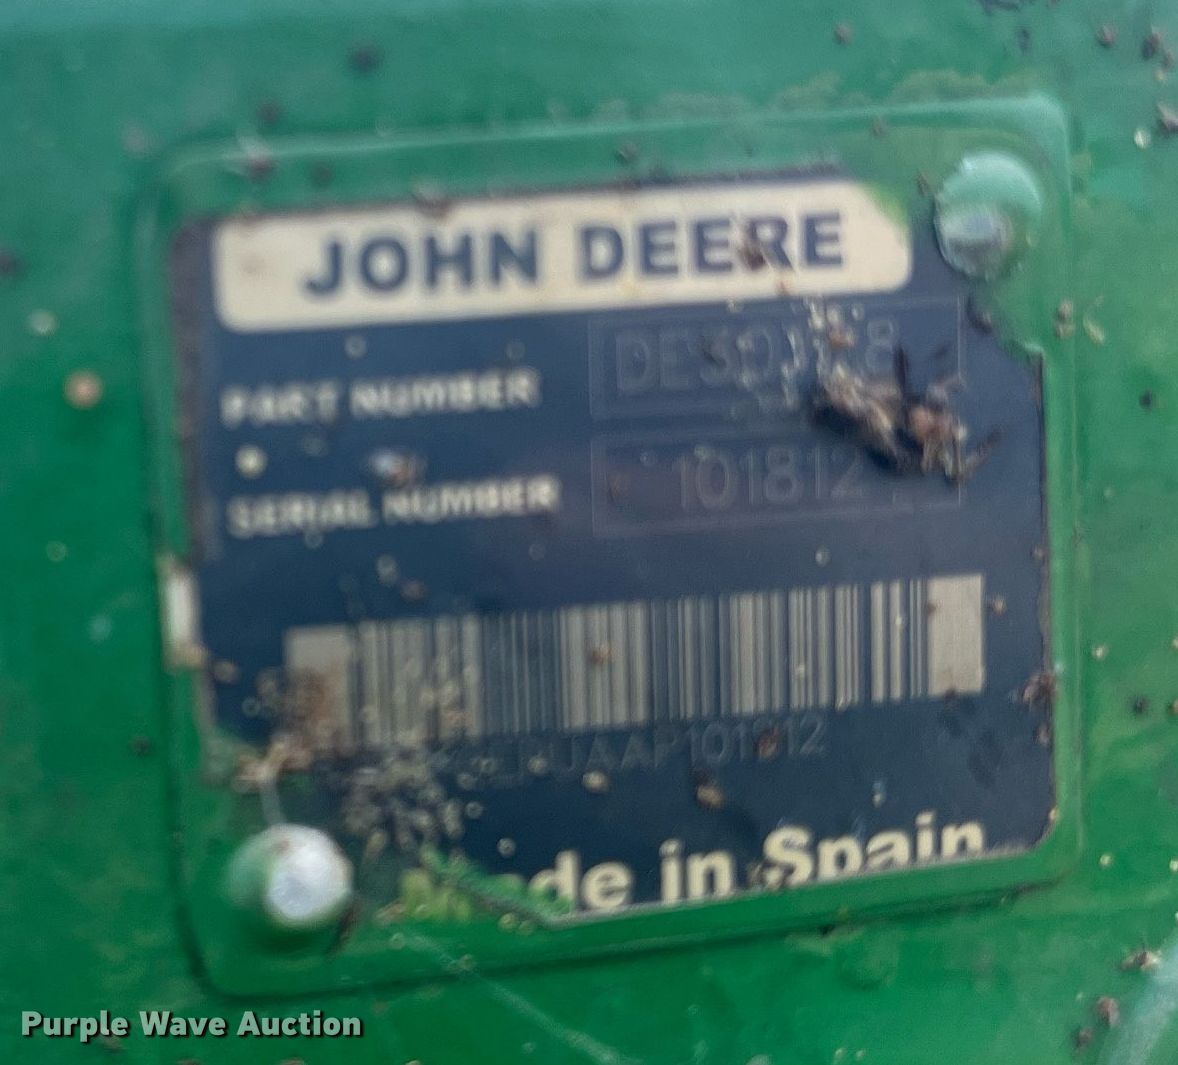 JOHN DEERE
PART NUMBER
SERIAL NUMBER 101812
Made in Spain
Purple Wave Auction